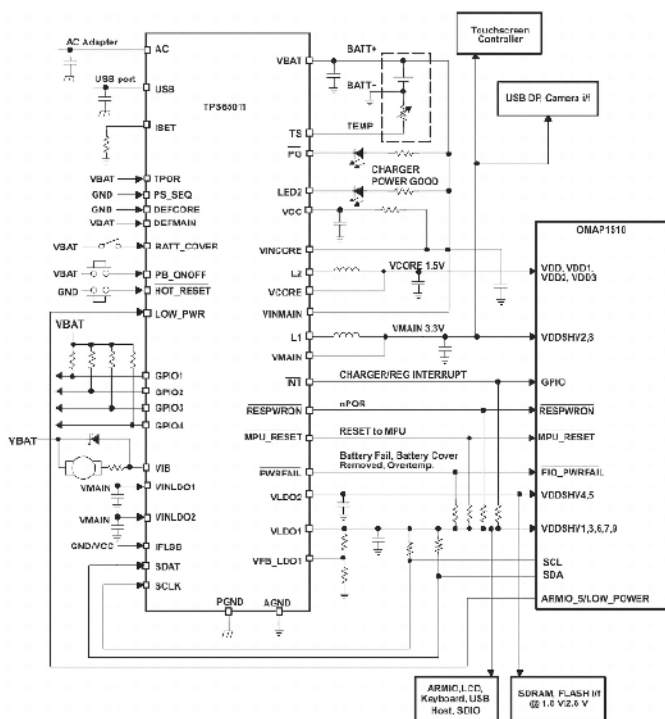 Touchscreen
Controller
AC Adapter
AC
VBAT
BATT+
USB DP, Camera i/f
USB port
USB
BATT-
TPS65011
ISET
TS
TEMP
PG
CHARGER
POWER GOOD
VBAT
TPOR
GND
PS_SEQ
LED2
GND
DEFCORE
VCC
VBAT
DEFMAIN
OMAP1510
VBAT
BATT_COVER
VINCORE
L2
VCORE 1.5V
VDD, VDD1,
VDD2, VDD3
VBAT
PB_ONOFF
GND
HOT_RESET
VCORE
LOW_PWR
VINMAIN
VBAT
L1
VMAIN 3.3V
VDDSHV2,8
VMAIN
GPIO1
INT
CHARGER/REG INTERRUPT
GPIO
GPIO2
GPIO3
RESPWRON
nPOR
RESPWRON
GPIO4
MPU_RESET
RESET to MPU
MPU_RESET
VBAT
Battery Fail, Battery Cover
Removed, Overtemp.
VIB
PWRFAIL
FIQ_PWRFAIL
VMAIN
VINLDO1
VLDO2
VDDSHV4,5
VMAIN
VINLDO2
VLDO1
VDDSHV1,3,6,7,9
GND/VCC
IFLSB
VFB_LDO1
SCL
SDAT
SDA
SCLK
PGND
AGND
ARMIO_5/LOW_POWER
ARMIO,LCD,
Keyboard, USB
Host, SDIO
SDRAM, FLASH i/f
@ 1.8 V/2.8 V